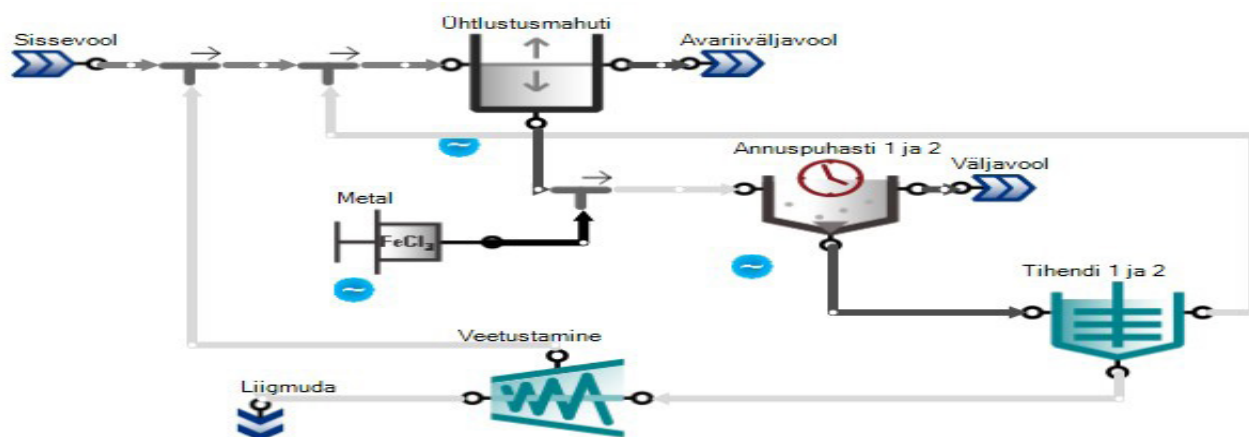 Ühtlustusmahuti
Sissevool
Avariiväljavool
Annuspuhasti 1 ja 2
Väljavool
Metal
FeCl₃
Tihendi 1 ja 2
Veetustamine
Liigmuda